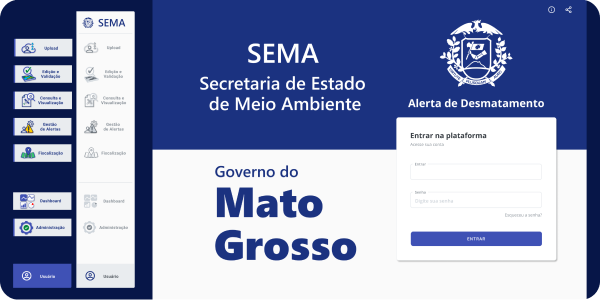 SEMA
Upload
Edição e
Validação
Consulta e
Visualização
Gestão
de Alertas
Fiscalização
Dashboard
Administração
Usuário
Upload
Edição e
Validação
Consulta e
Visualização
Gestão
de Alertas
Fiscalização
Dashboard
Administração
Usuário
SEMA
Secretaria de Estado
de Meio Ambiente
Governo do
Mato
Grosso
Alerta de Desmatamento
Entrar na plataforma
Acesse sua conta
Entrar
Senha
Digite sua senha
Esqueceu a senha?
ENTRAR